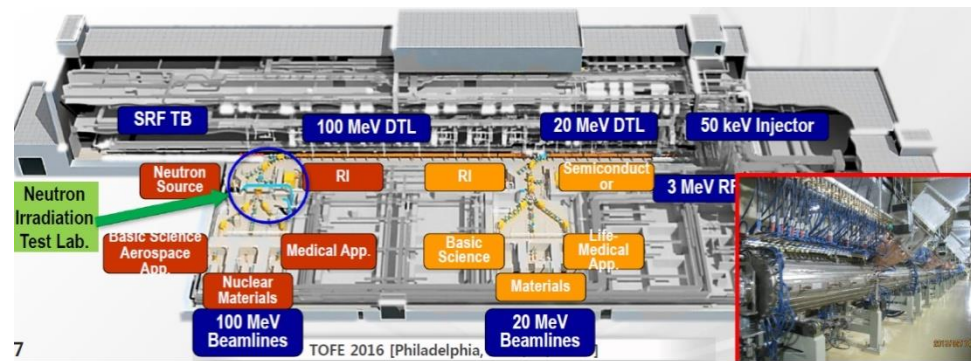 SRF TB
100 MeV DTL
20 MeV DTL
50 keV Injector
Neutron
Source
RI
RI
Semiconduct
or
3 MeV RF
Neutron
Irradiation
Test Lab.
Basic Science
Aerospace App.
Medical App.
Basic
Science
Life-
Medical
App.
Nuclear
Materials
Materials
100 MeV
Beamlines
20 MeV
Beamlines
7
TOFE 2016 [Philadelphia,
]